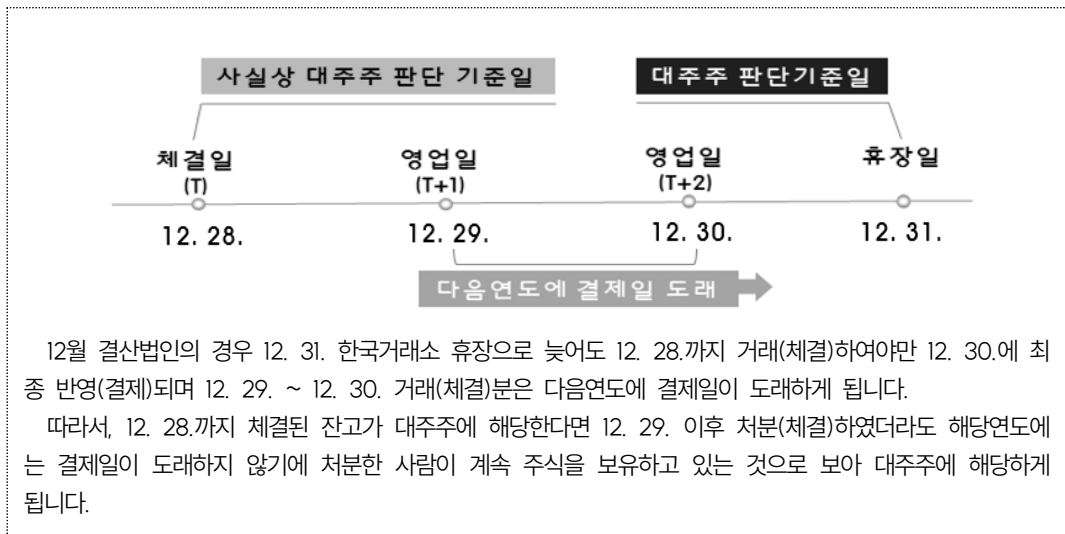 사실상 대주주 판단 기준일
대주주 판단기준일
체결일
(T)
영업일
(T+1)
영업일
(T+2)
휴장일
12. 28.
12. 29.
12. 30.
12. 31.
다음연도에 결제일 도래
12월 결산법인의 경우 12. 31. 한국거래소 휴장으로 늦어도 12. 28.까지 거래(체결)하여야만 12. 30.에 최
종 반영(결제)되며 12. 29. ~ 12. 30. 거래(체결)분은 다음연도에 결제일이 도래하게 됩니다.
따라서, 12. 28.까지 체결된 잔고가 대주주에 해당한다면 12. 29. 이후 처분(체결)하였더라도 해당연도에
는 결제일이 도래하지 않기에 처분한 사람이 계속 주식을 보유하고 있는 것으로 보아 대주주에 해당하게
됩니다.